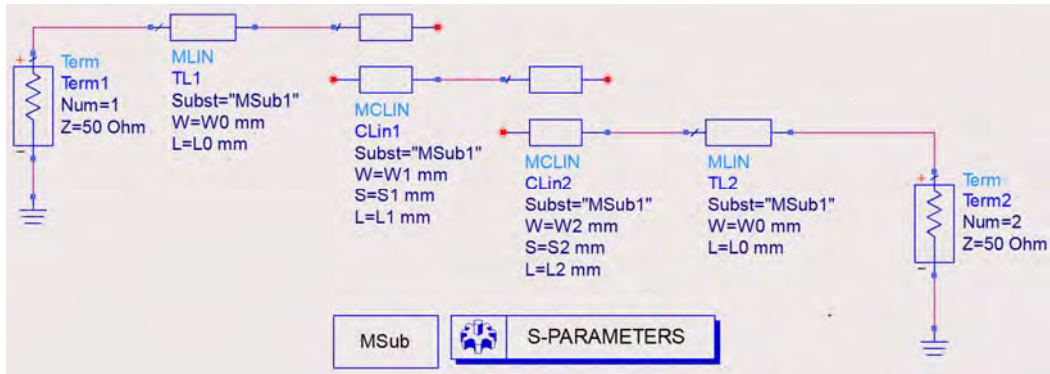 +
Term
Term1
Num=1
Z=50 Ohm
-
MLIN
TL1
Subst="MSub1"
W=W0 mm
L=L0 mm
MCLIN
CLin1
Subst="MSub1"
W=W1 mm
S=S1 mm
L=L1 mm
MCLIN
CLin2
Subst="MSub1"
W=W2 mm
S=S2 mm
L=L2 mm
MLIN
TL2
Subst="MSub1"
W=W0 mm
L=L0 mm
+
Term
Term2
Num=2
Z=50 Ohm
-
MSub
S-PARAMETERS